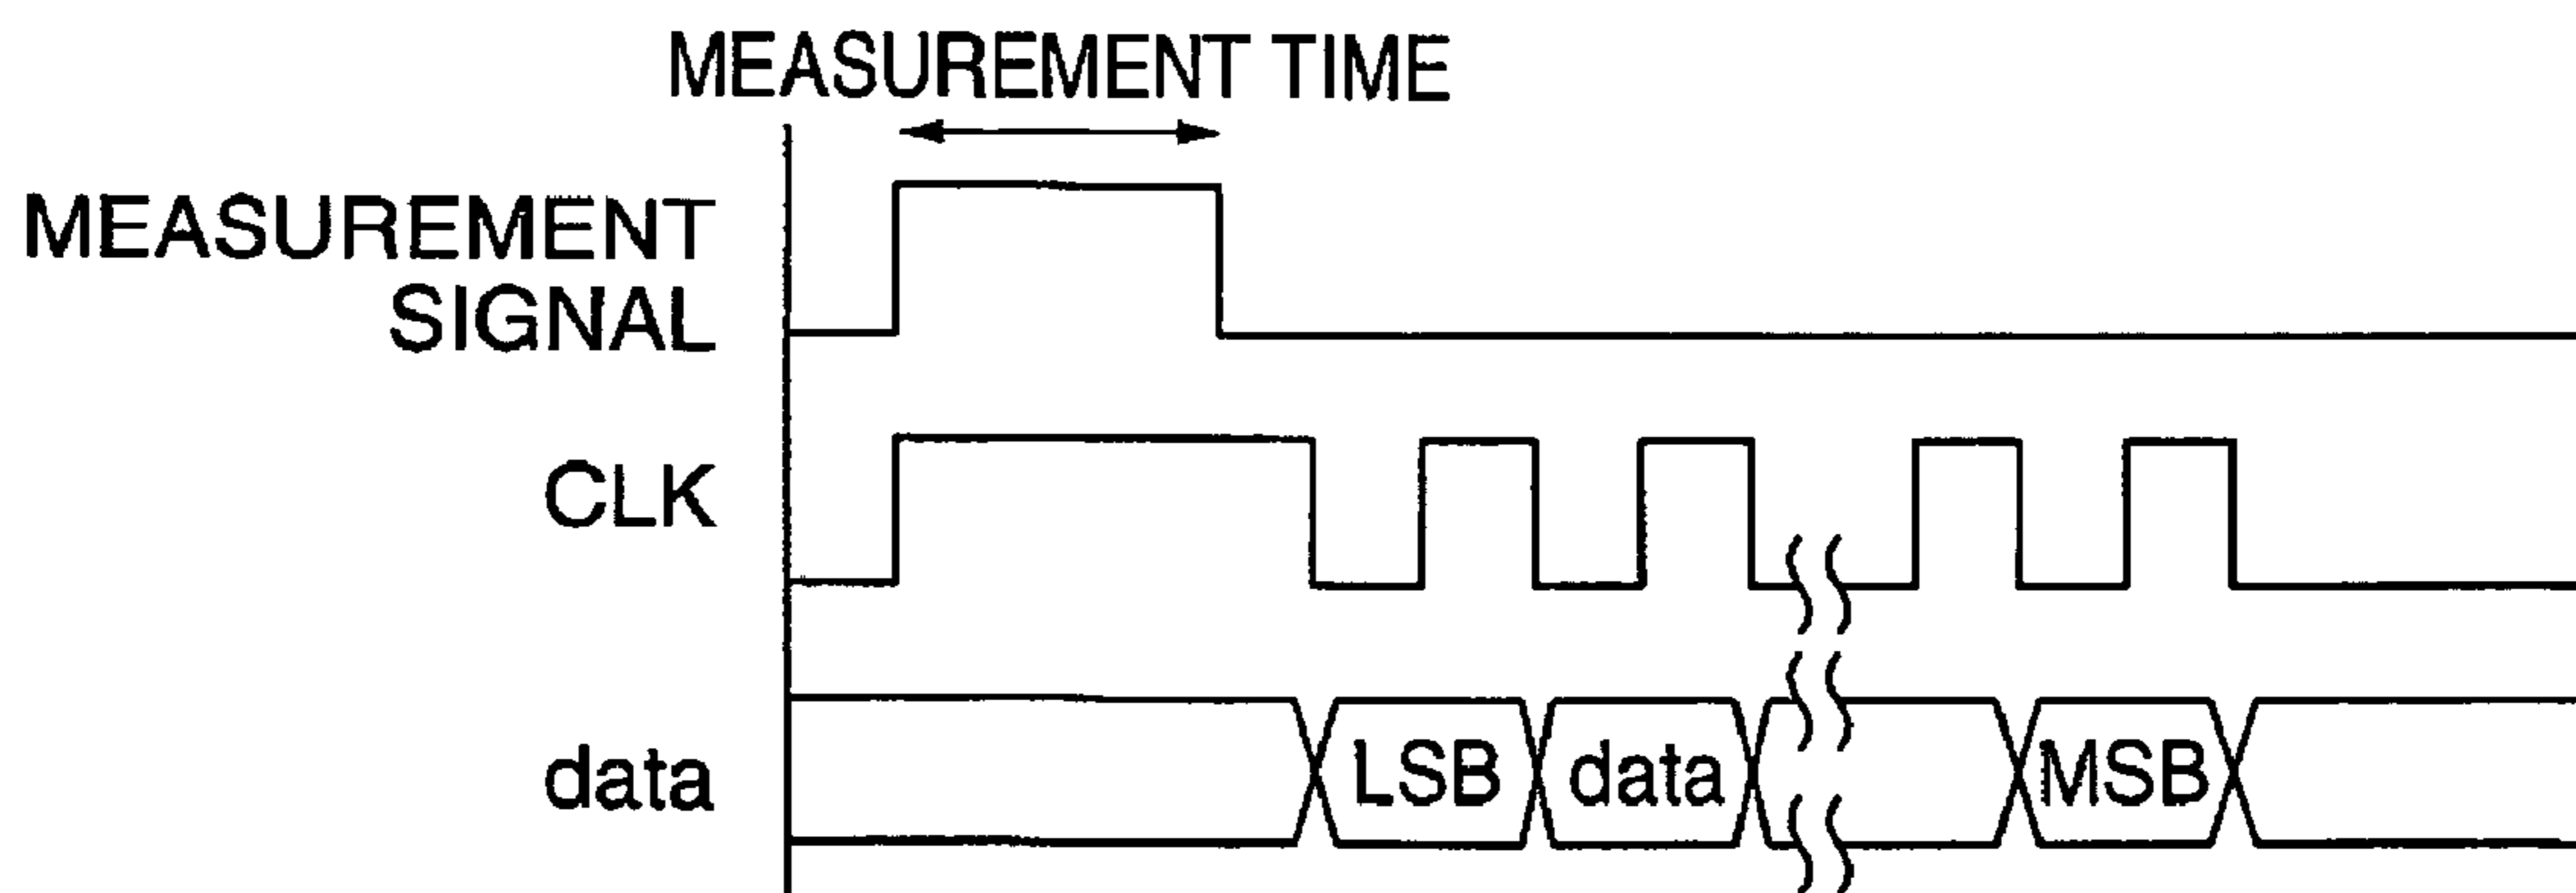 MEASUREMENT TIME
MEASUREMENT
SIGNAL
CLK
data
LSB
data
MSB